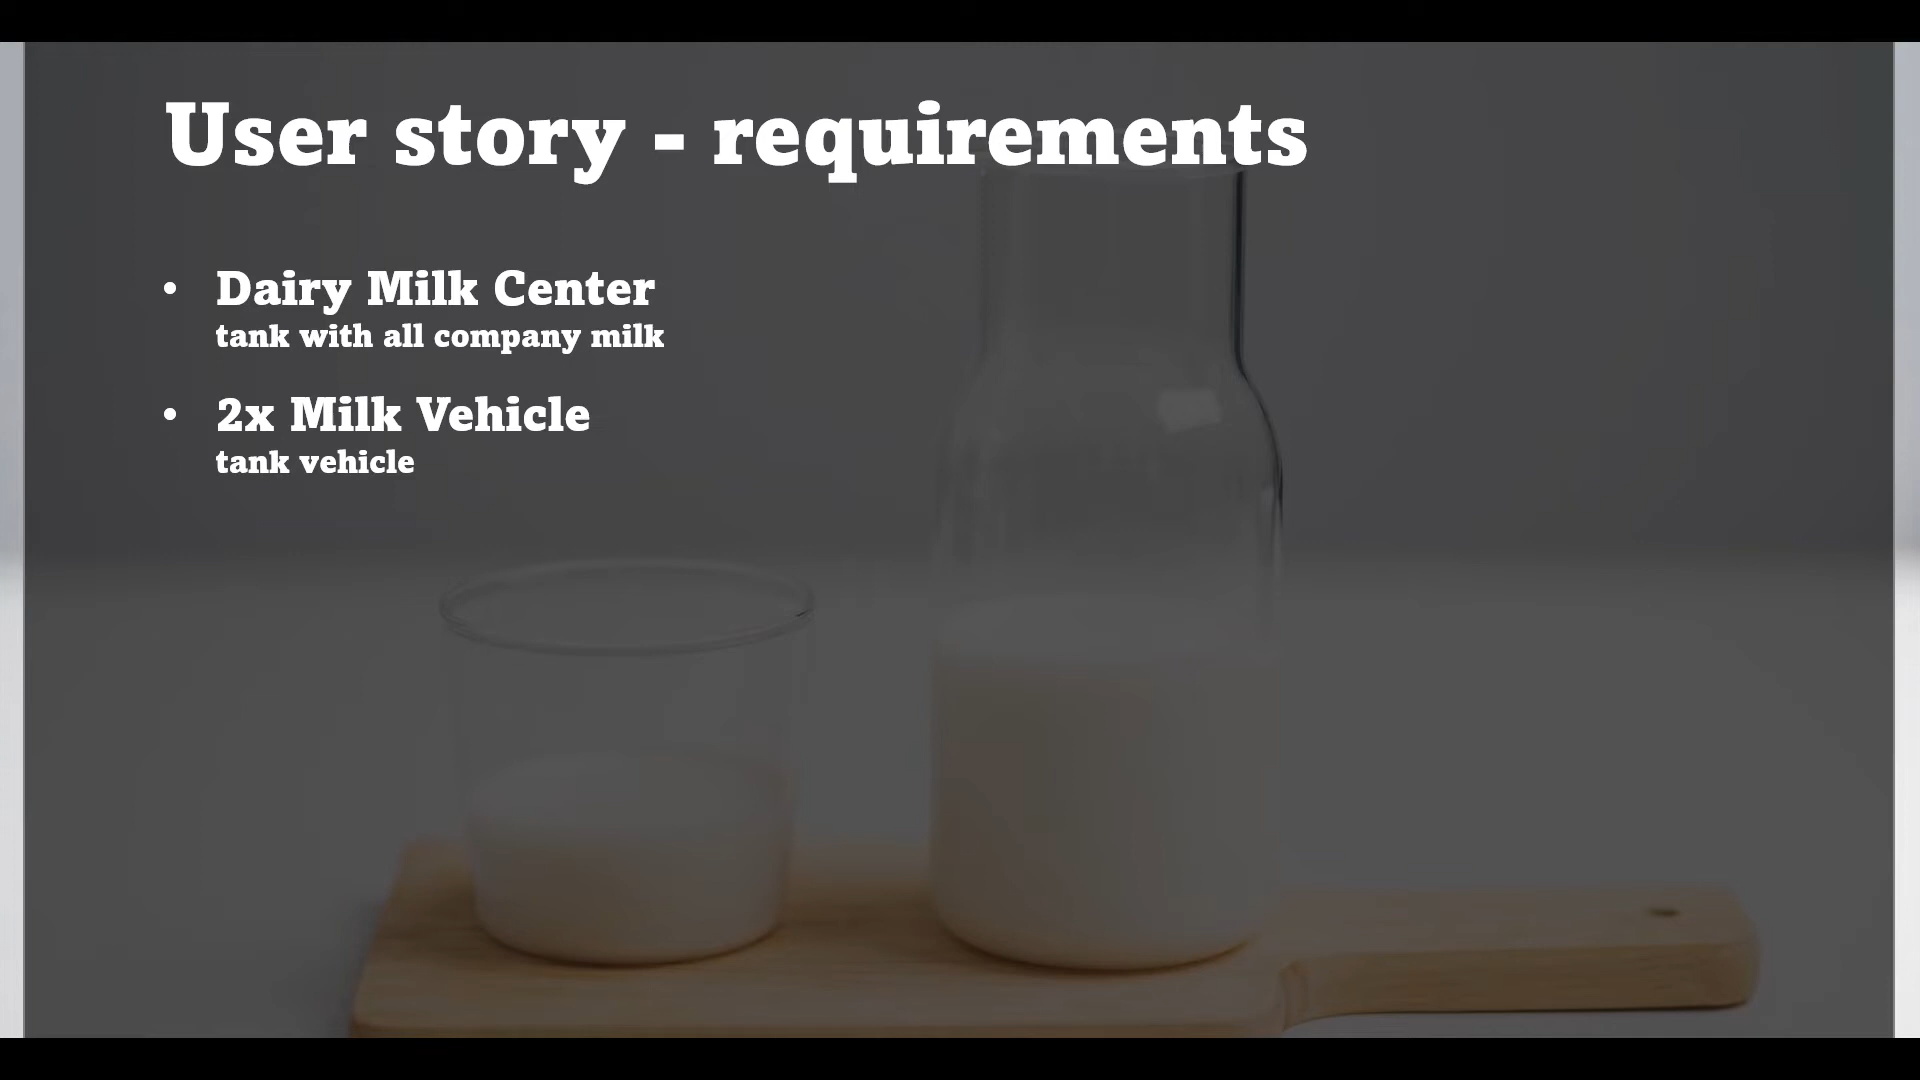 User story - requirements
• Dairy Milk Center
tank with all company milk
• 2x Milk Vehicle
tank vehicle